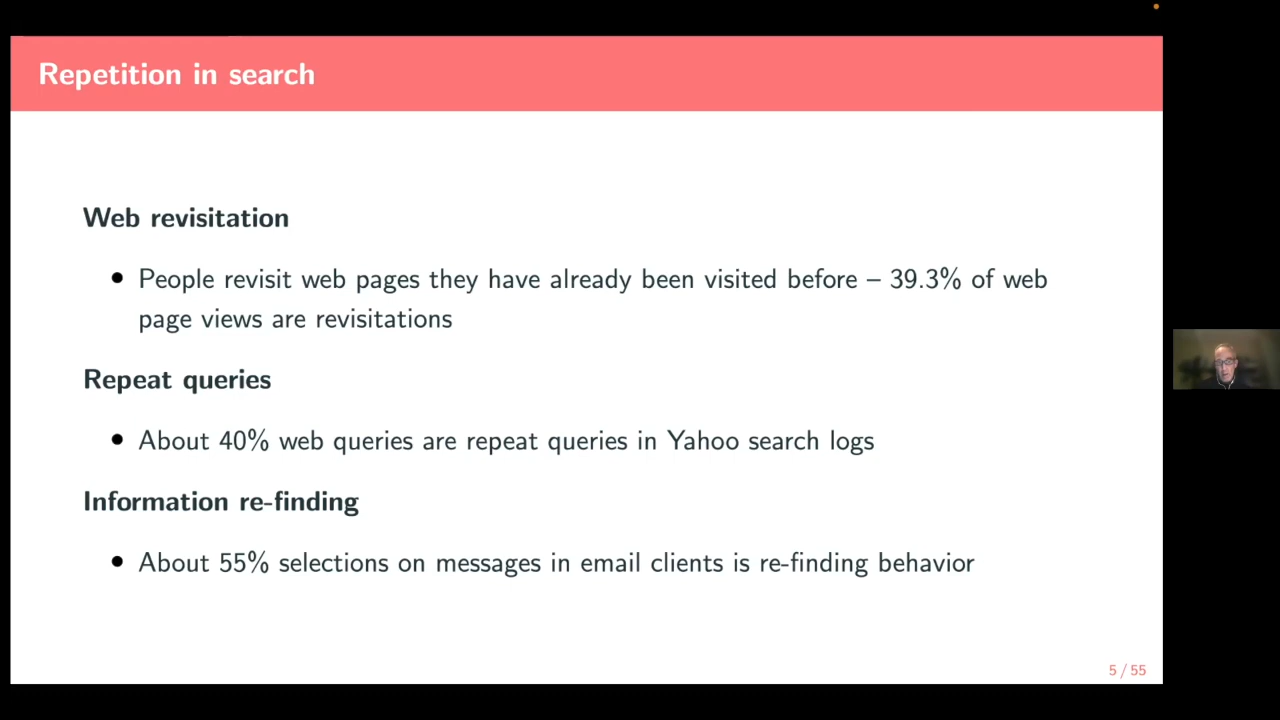 Repetition in search
Web revisitation
• People revisit web pages they have already been visited before – 39.3% of web
page views are revisitations
Repeat queries
• About 40% web queries are repeat queries in Yahoo search logs
Information re-finding
• About 55% selections on messages in email clients is re-finding behavior
5 / 55